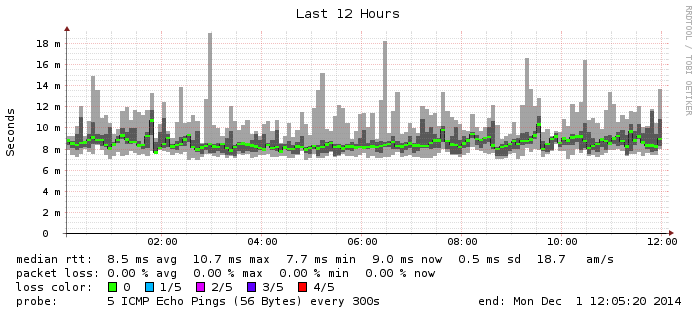 Last 12 Hours
RRDTOOL / TOBI OETIKER
Seconds
18 m
16 m
14 m
12 m
10 m
8 m
6 m
4 m
2 m
0
02:00 04:00 06:00 08:00 10:00 12:00
median rtt: 8.5 ms avg 10.7 ms max 7.7 ms min 9.0 ms now 0.5 ms sd 18.7 am/s
packet loss: 0.00 % avg 0.00 % max 0.00 % min 0.00 % now
loss color: 0 1/5 2/5 3/5 4/5
probe: 5 ICMP Echo Pings (56 Bytes) every 300s end: Mon Dec 1 12:05:20 2014